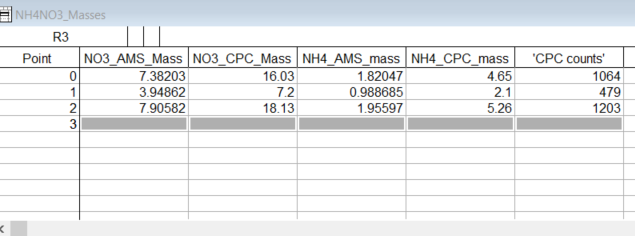 NH4NO3_Masses
R3
Point NO3_AMS_Mass NO3_CPC_Mass NH4_AMS_mass NH4_CPC_mass 'CPC counts'
0 7.38203 16.03 1.82047 4.65 1064
1 3.94862 7.2 0.988685 2.1 479
2 7.90582 18.13 1.95597 5.26 1203
3